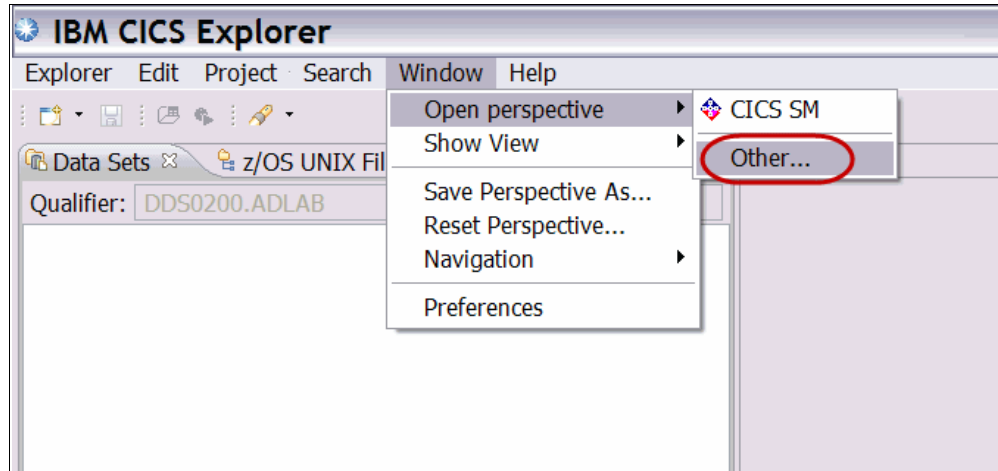 IBM CICS Explorer
Explorer Edit Project Search Window Help
Open perspective
CICS SM
Show View
Other...
Data Sets
z/OS UNIX Fil
Qualifier: DDS0200.ADLAB
Save Perspective As...
Reset Perspective...
Navigation
Preferences